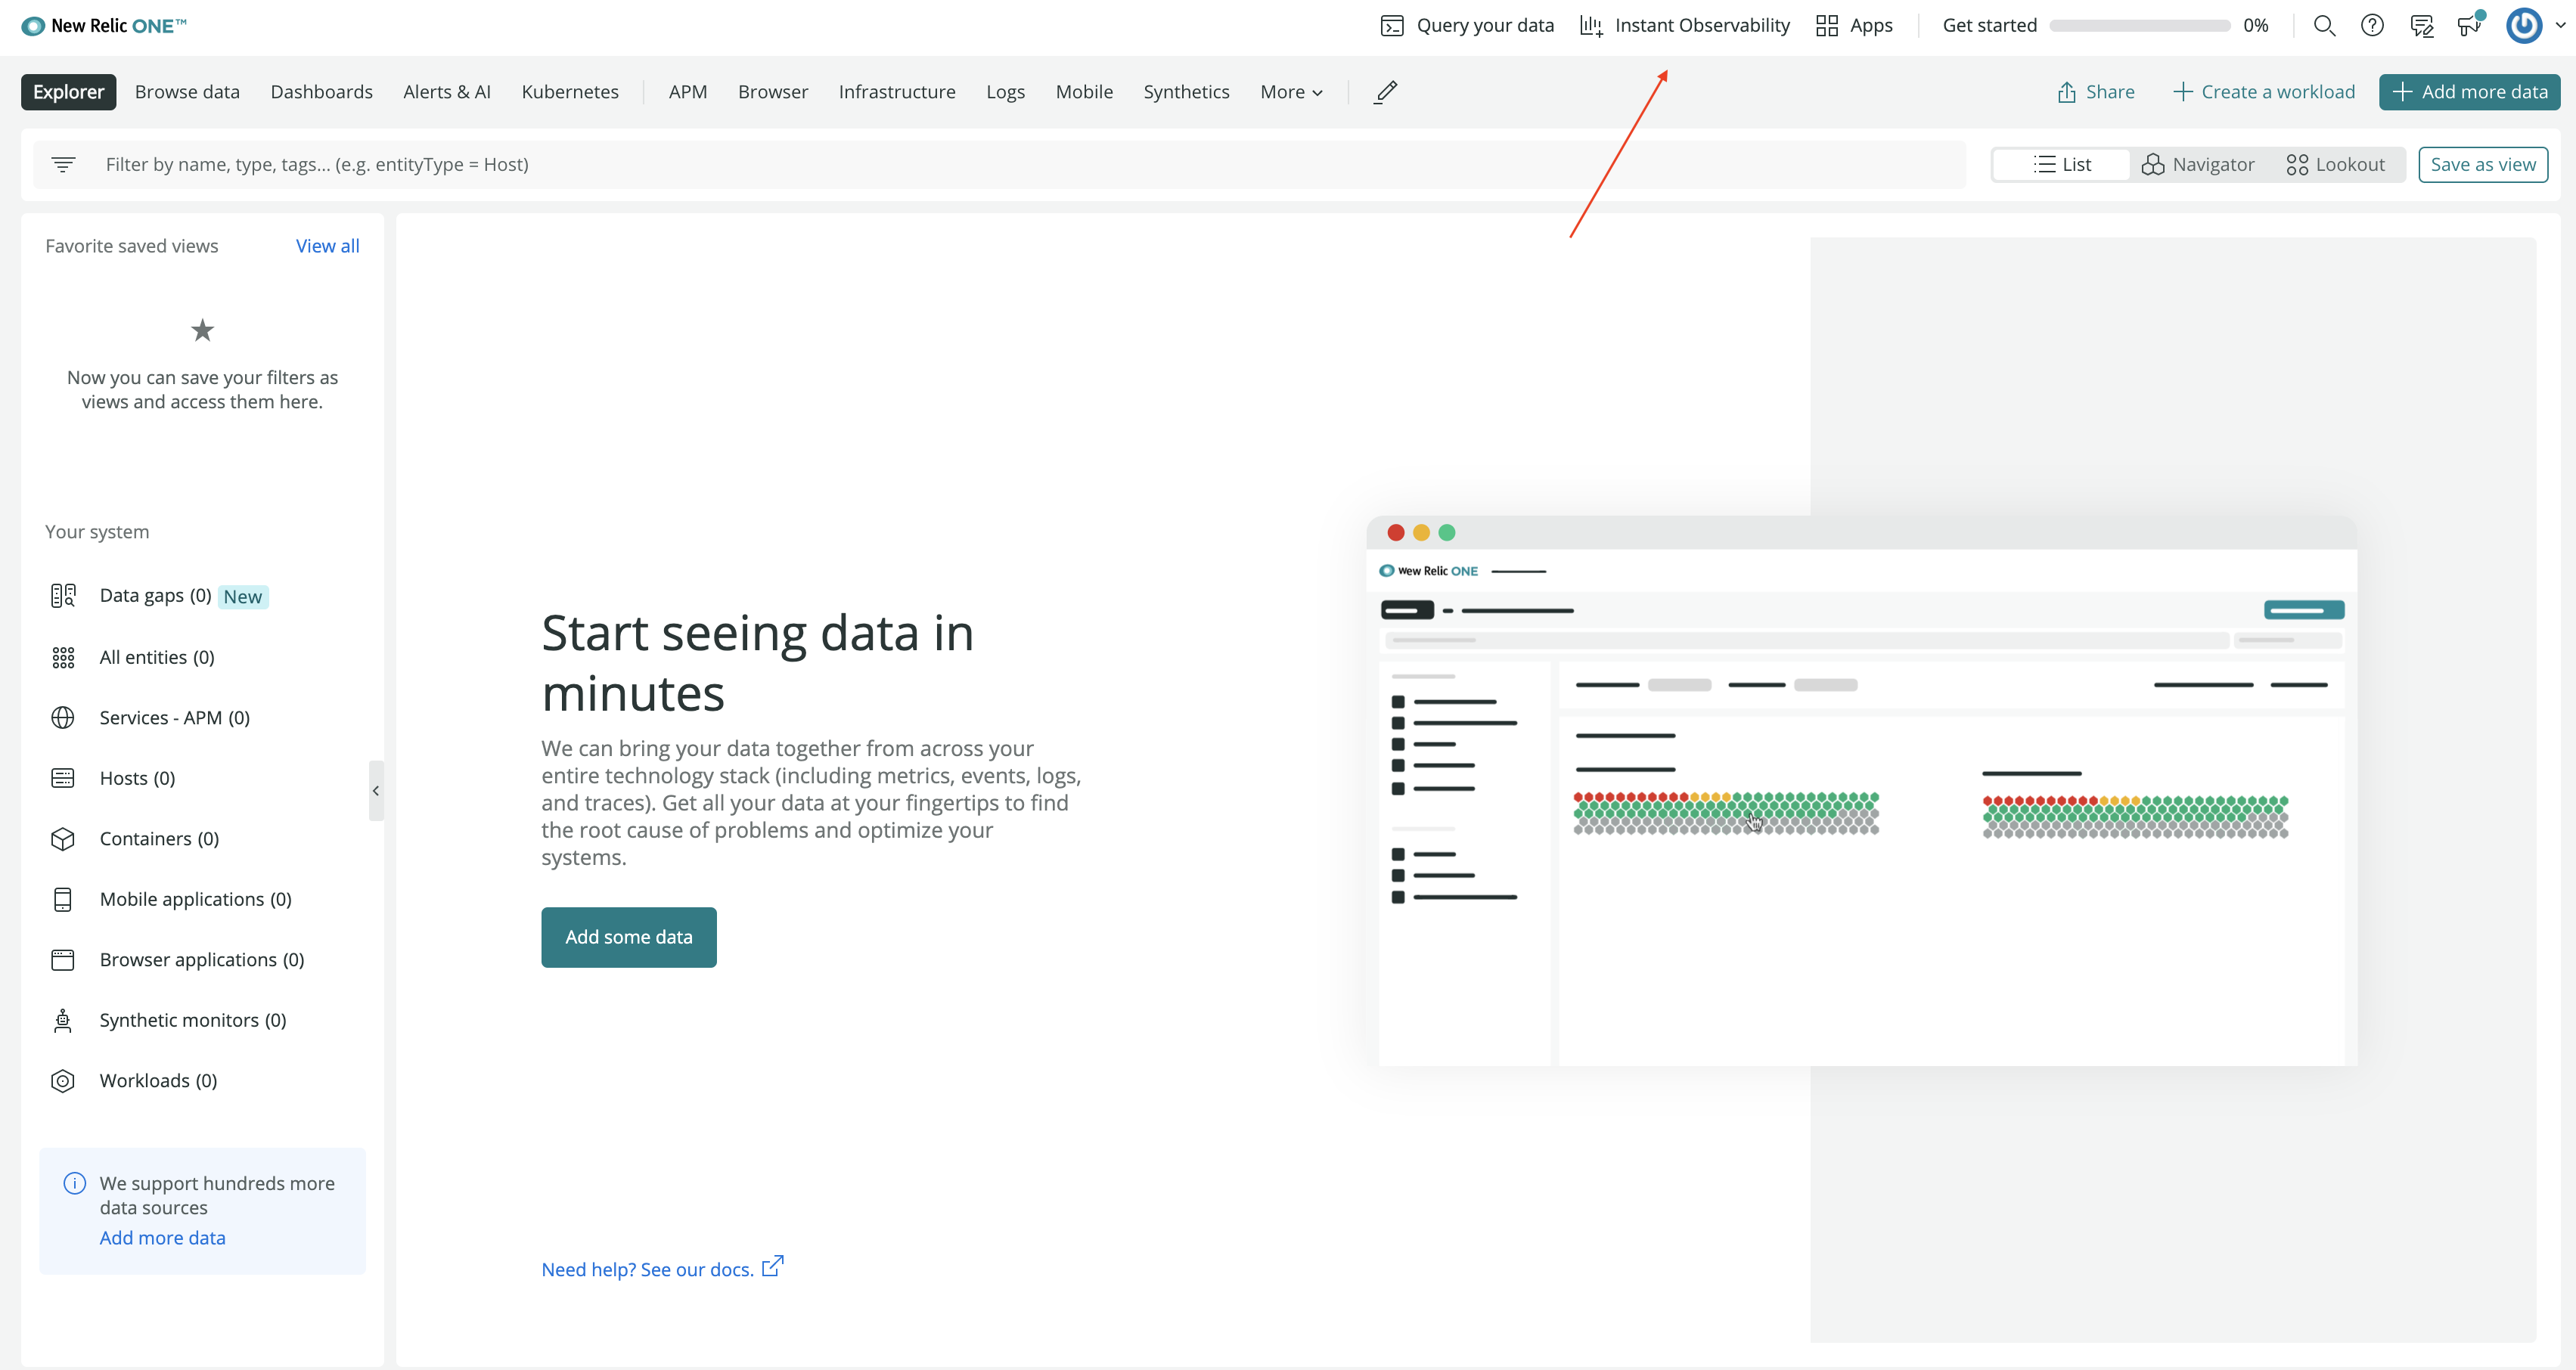 New Relic ONE™
Query your data
Instant Observability
Apps
Get started
0%
Explorer
Browse data
Dashboards
Alerts & AI
Kubernetes
APM
Browser
Infrastructure
Logs
Mobile
Synthetics
More
Share
Create a workload
Add more data
Filter by name, type, tags... (e.g. entityType = Host)
List
Navigator
Lookout
Save as view
Favorite saved views
View all
Now you can save your filters as
views and access them here.
Your system
Data gaps (0) New
All entities (0)
Services - APM (0)
Hosts (0)
Containers (0)
Mobile applications (0)
Browser applications (0)
Synthetic monitors (0)
Workloads (0)
We support hundreds more
data sources
Add more data
Start seeing data in
minutes
We can bring your data together from across your
entire technology stack (including metrics, events, logs,
and traces). Get all your data at your fingertips to find
the root cause of problems and optimize your
systems.
Add some data
Need help? See our docs.
Wew Relic ONE